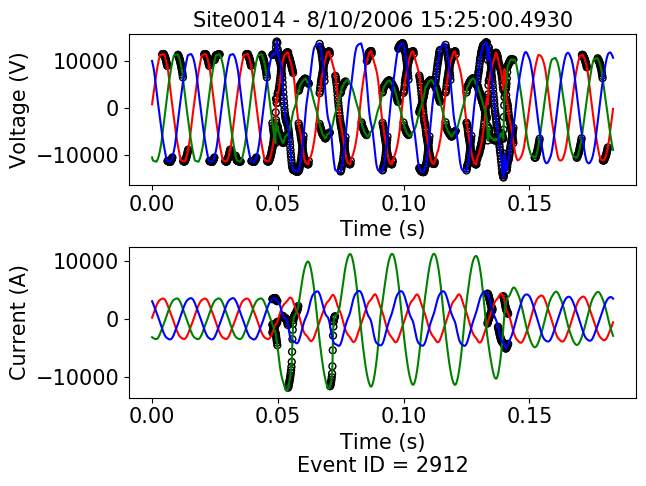 Site0014 - 8/10/2006 15:25:00.4930
Voltage (V)
10000
0
−10000
0.00 0.05 0.10 0.15
Time (s)
Current (A)
10000
0
−10000
0.00 0.05 0.10 0.15
Time (s)
Event ID = 2912